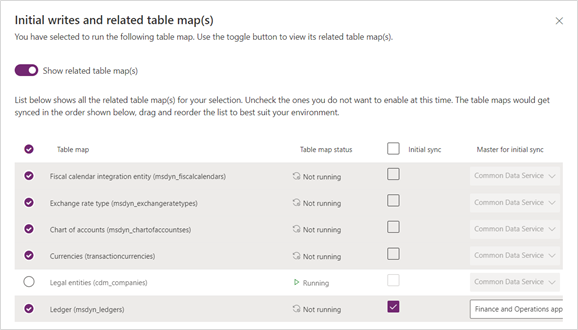 Initial writes and related table map(s)
You have selected to run the following table map. Use the toggle button to view its related table map(s).
Show related table map(s)
List below shows all the related table map(s) for your selection. Uncheck the ones you do not want to enable at this time. The table maps would get
synced in the order shown below, drag and reorder the list to best suit your environment.
Table map Table map status Initial sync Master for initial sync
Fiscal calendar integration entity (msdyn_fiscalcalendars) Not running Common Data Service
Exchange rate type (msdyn_exchangeratetypes) Not running Common Data Service
Chart of accounts (msdyn_chartofaccountses) Not running Common Data Service
Currencies (transactioncurrencies) Not running Common Data Service
Legal entities (cdm_companies) Running Common Data Service
Ledger (msdyn_ledgers) Not running Finance and Operations app